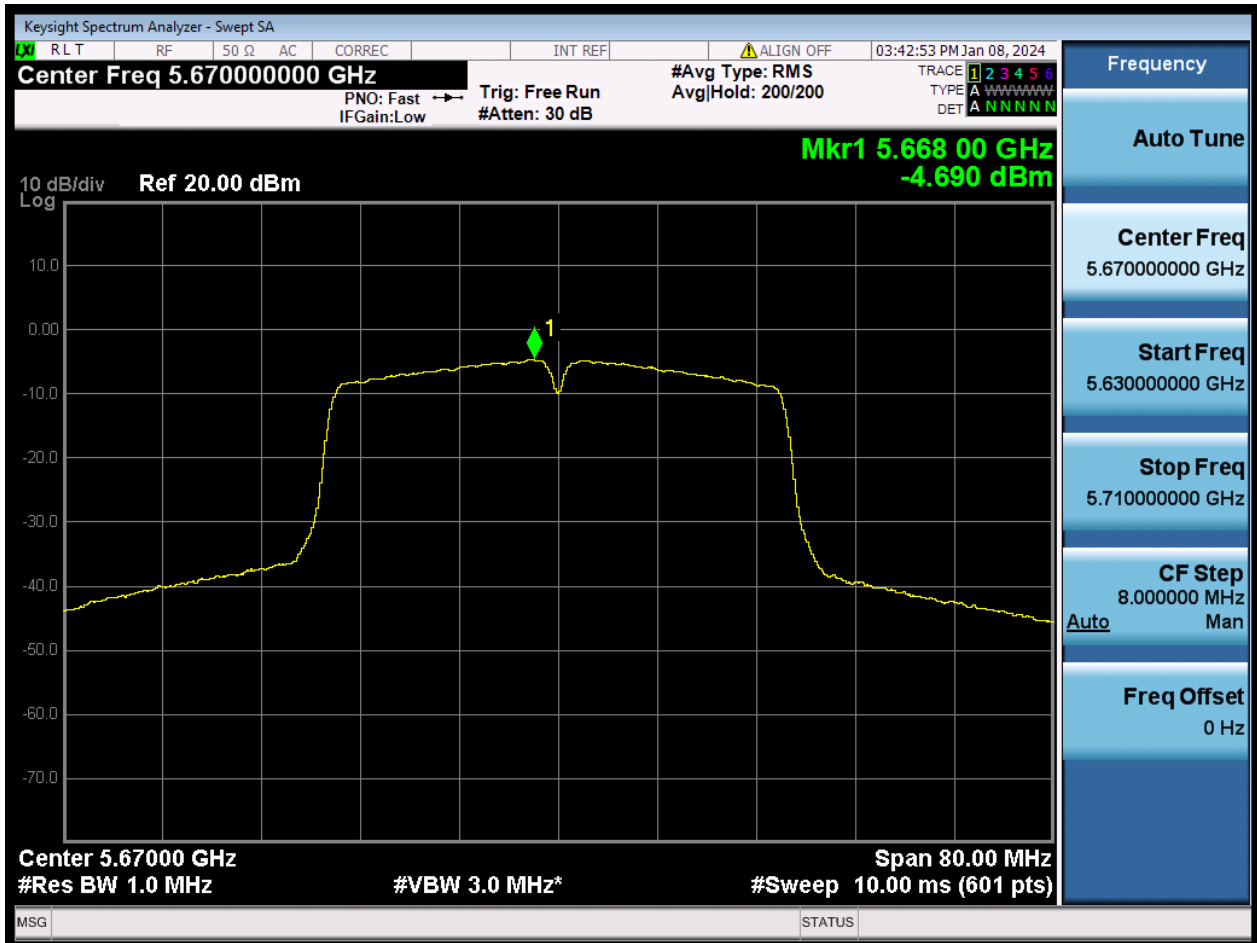 Keysight Spectrum Analyzer - Swept SA
LXI RLT RF 50 Ω AC CORREC INT REF ALIGN OFF 03:42:53 PM Jan 08, 2024
Center Freq 5.670000000 GHz
PNO: Fast
IFGain:Low
Trig: Free Run
#Atten: 30 dB
#Avg Type: RMS
Avg|Hold: 200/200
TRACE 1 2 3 4 5 6
TYPE A WWWWW
DET A N N N N N
Mkr1 5.668 00 GHz
-4.690 dBm
10 dB/div Ref 20.00 dBm
Log
1
10.0
0.00
-10.0
-20.0
-30.0
-40.0
-50.0
-60.0
-70.0
Center 5.67000 GHz Span 80.00 MHz
#Res BW 1.0 MHz #VBW 3.0 MHz* #Sweep 10.00 ms (601 pts)
MSG STATUS
Frequency
Auto Tune
Center Freq
5.670000000 GHz
Start Freq
5.630000000 GHz
Stop Freq
5.710000000 GHz
CF Step
8.000000 MHz
Auto Man
Freq Offset
0 Hz